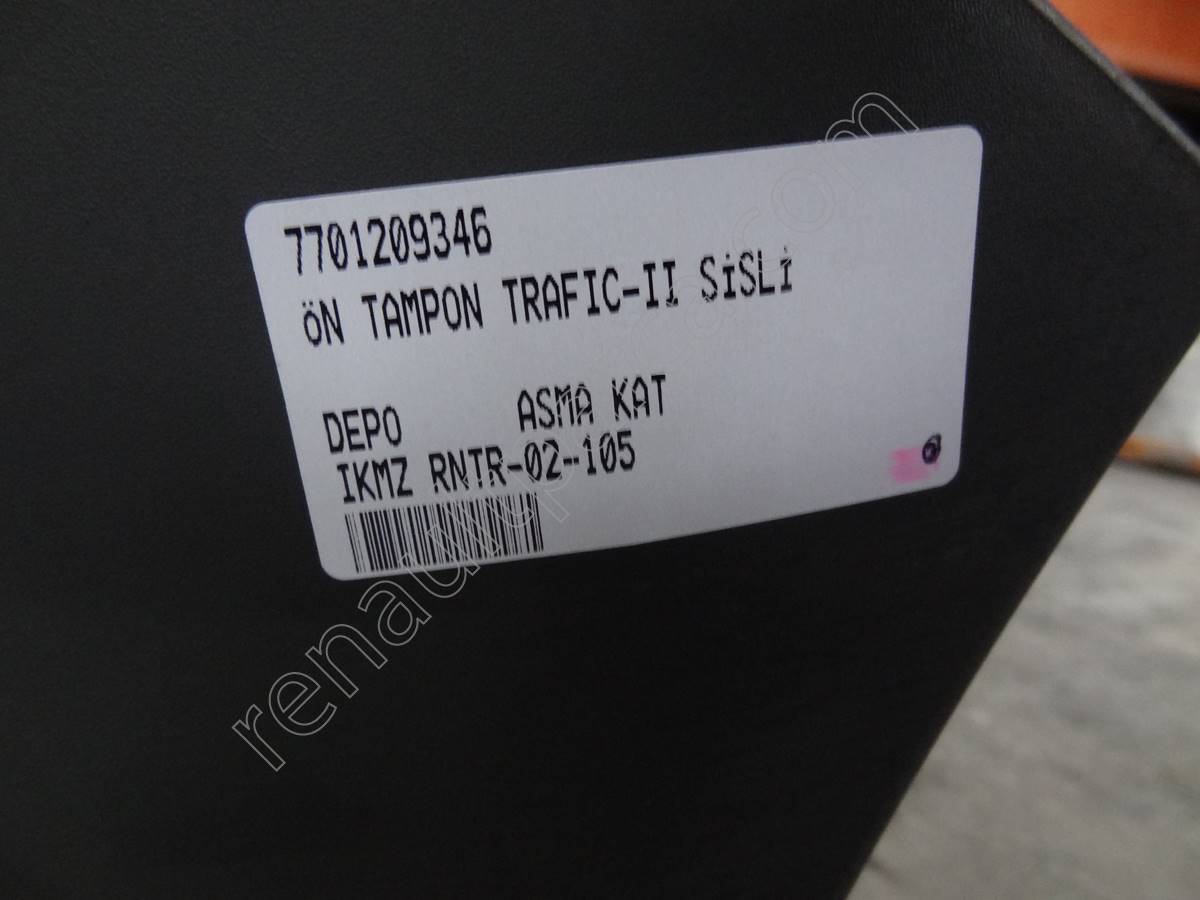 7701209346
öN TAMPON TRAFIC-II SİSLİ
DEPO ASMA KAT
IKMZ RNTR-02-105